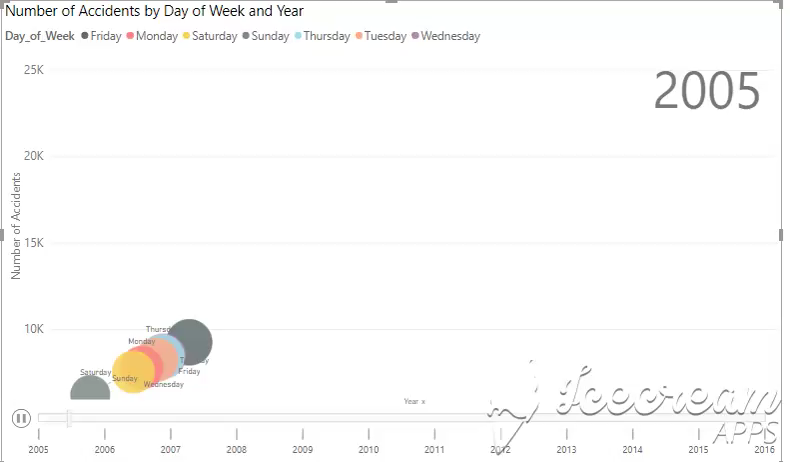 Number of Accidents by Day of Week and Year
Day_of_Week Friday Monday Saturday Sunday Thursday Tuesday Wednesday
25K
2005
20K
Number of Accidents
15K
10K
Monday
Friday
Saturday
Sunday
Wednesday
Year x
Icecream
APPS
2005 2006 2007 2008 2009 2010 2011 2012 2013 2014 2015 2016